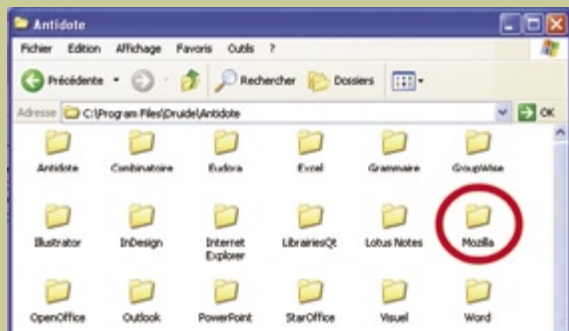 Antidote
Fichier Edition Affichage Favoris Outils ?
Précédente Rechercher Dossiers
Adresse C:\Program Files\Druide\Antidote OK
Antidote Combinatoire Eudora Excel Grammaire GroupWise
Illustrator InDesign Internet Explorer LibrairiesQt Lotus Notes Mozilla
OpenOffice Outlook PowerPoint StarOffice Visuel Word